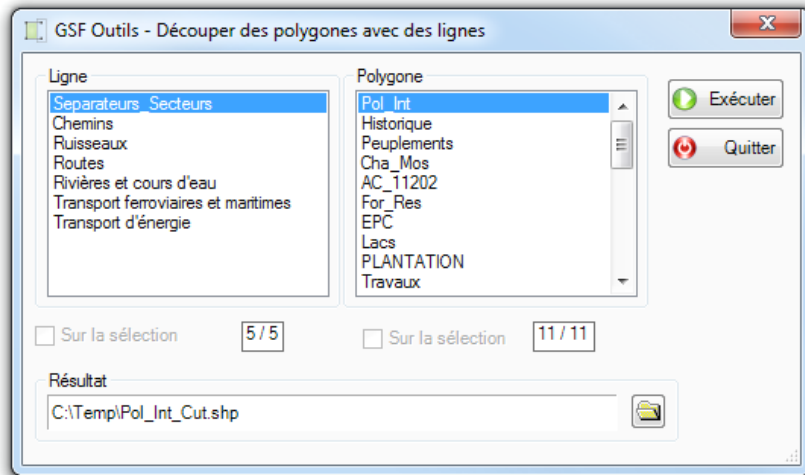 GSF Outils - Découper des polygones avec des lignes
Ligne
Separateurs_Secteurs
Chemins
Ruisseaux
Routes
Rivières et cours d'eau
Transport ferroviaires et maritimes
Transport d'énergie
Polygone
Pol_Int
Historique
Peuplements
Cha_Mos
AC_11202
For_Res
EPC
Lacs
PLANTATION
Travaux
Exécuter
Quitter
Sur la sélection
5 / 5
Sur la sélection
11 / 11
Résultat
C:\Temp\Pol_Int_Cut.shp